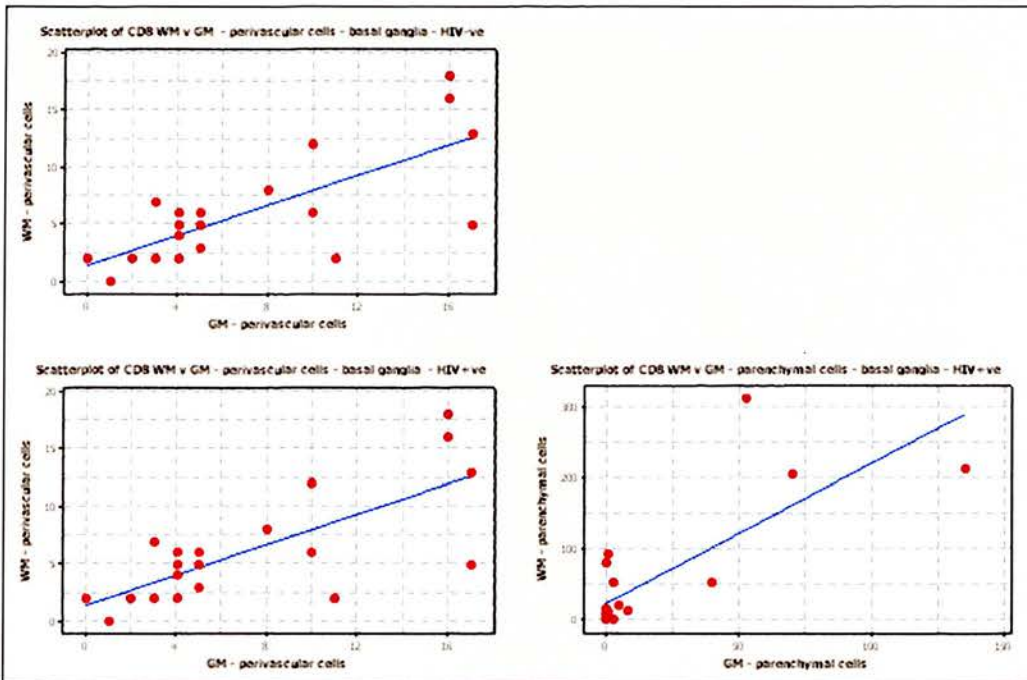 Scatterplot of CD8 WM v GM - perivascular cells - basal ganglia - HIV-ve
20
15
10
5
0
WM - perivascular cells
0 4 8 12 16
GM - perivascular cells
Scatterplot of CD8 WM v GM - perivascular cells - basal ganglia - HIV+ve
20
15
10
5
0
WM - perivascular cells
0 4 8 12 16
GM - perivascular cells
Scatterplot of CD8 WM v GM - parenchymal cells - basal ganglia - HIV+ve
300
200
100
0
WM - parenchymal cells
0 50 100 150
GM - parenchymal cells